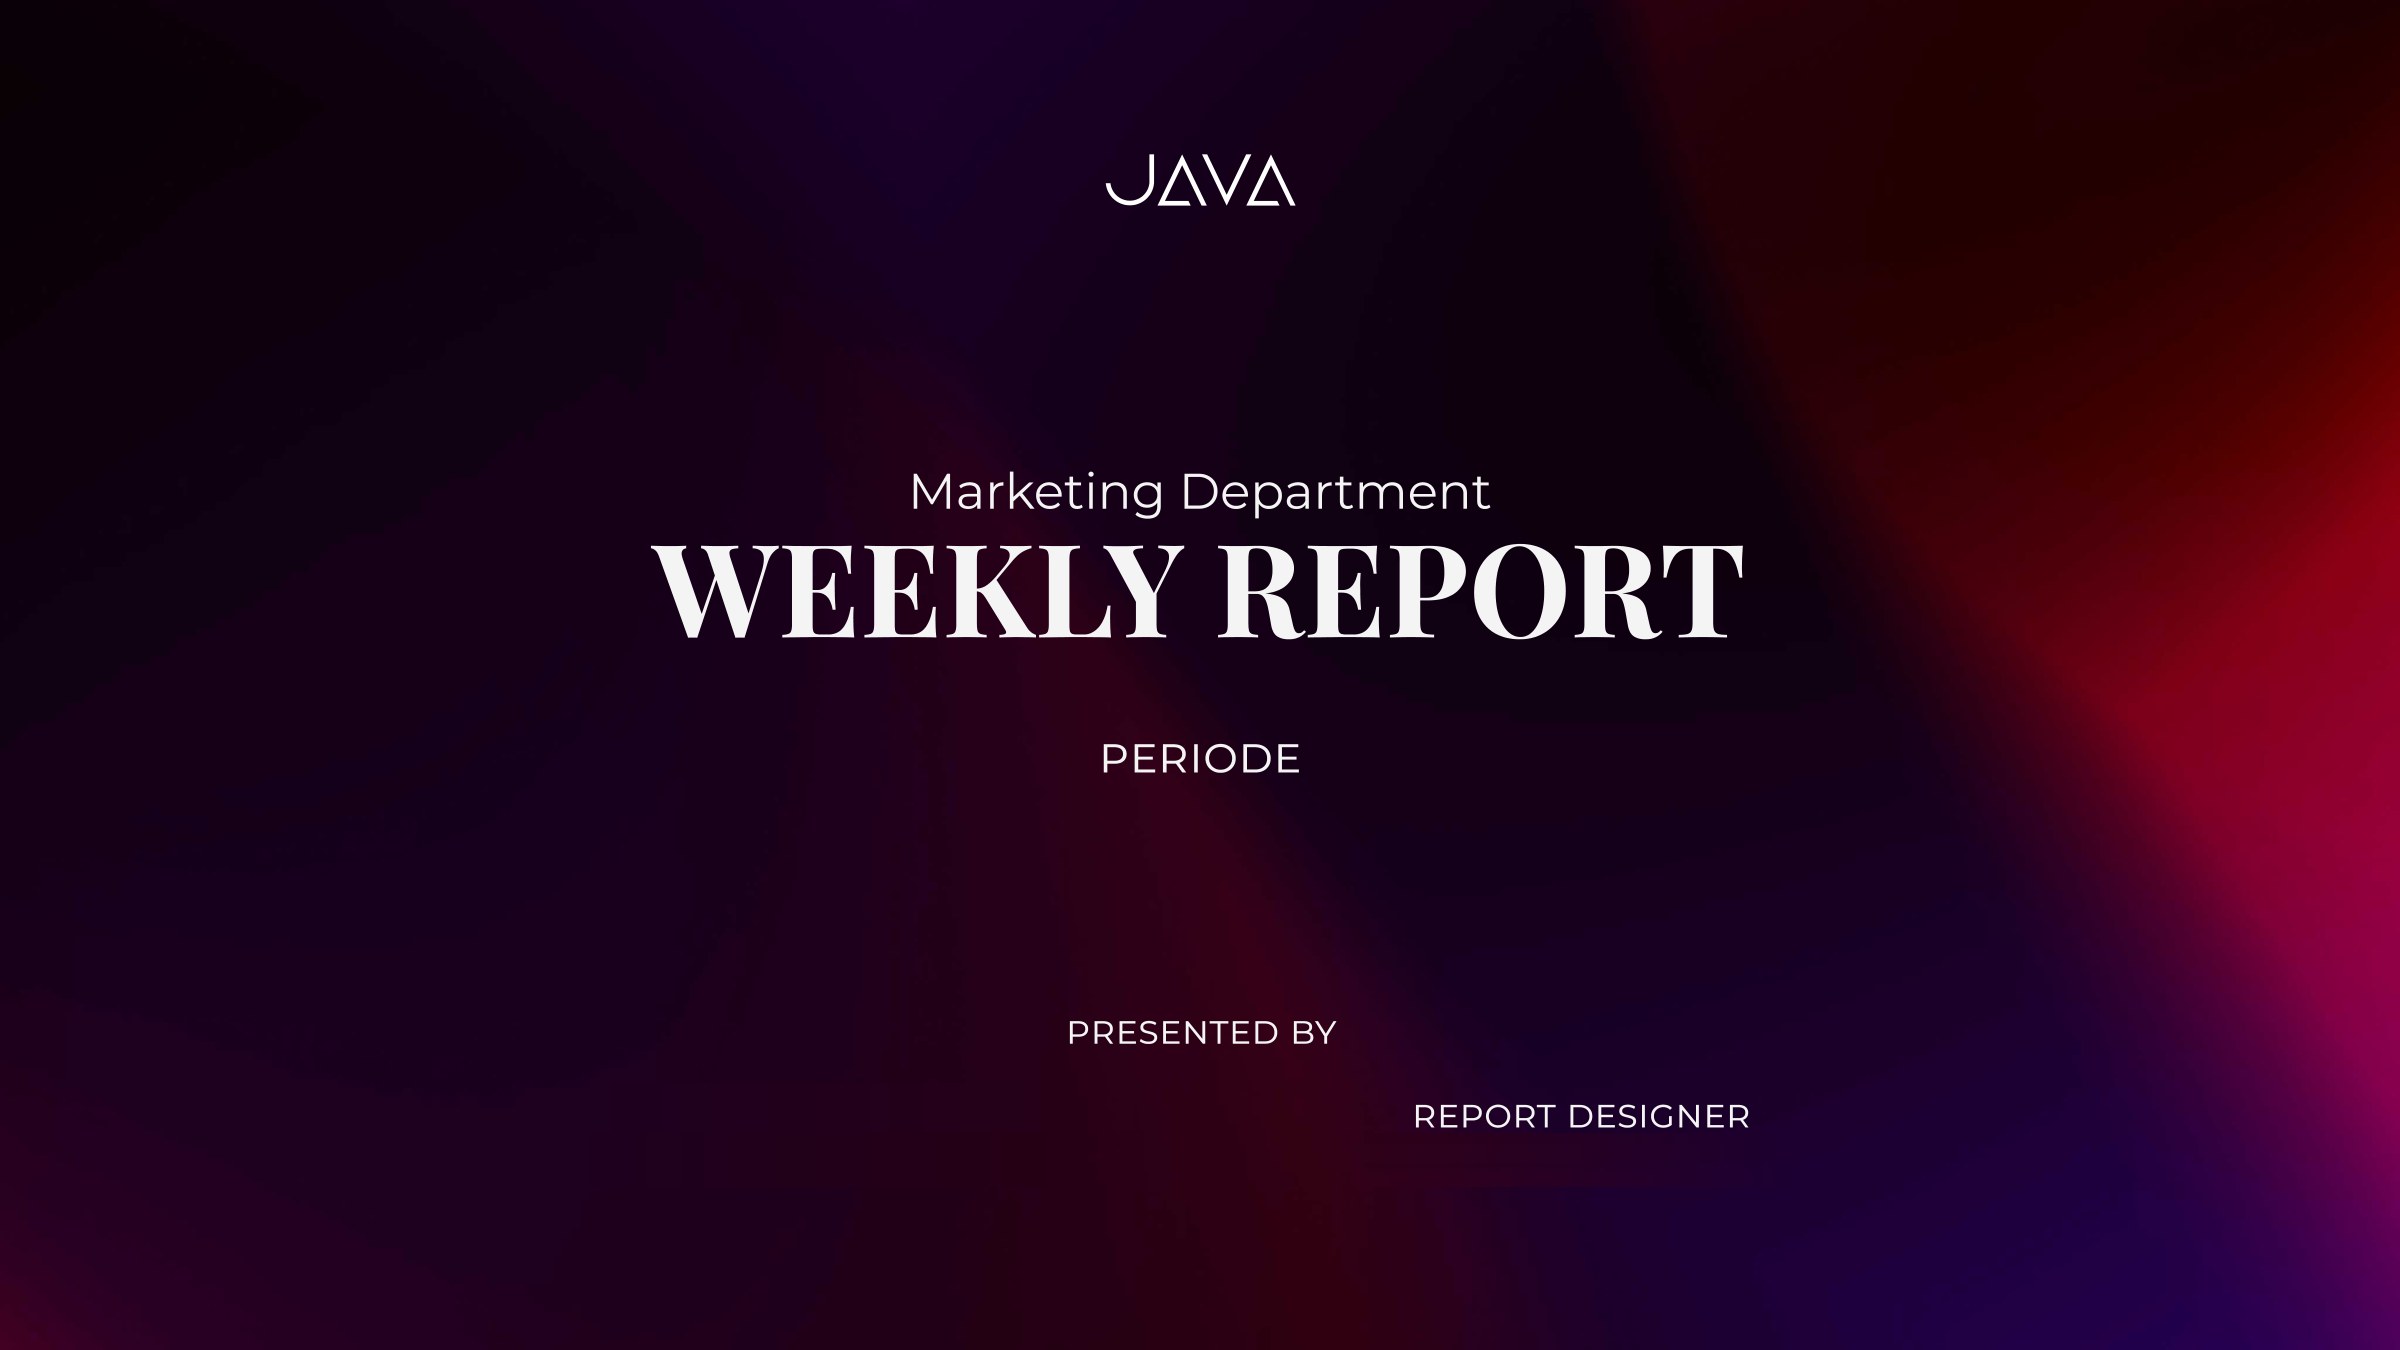 JAVA
Marketing Department
WEEKLY REPORT
PERIODE
PRESENTED BY
REPORT DESIGNER